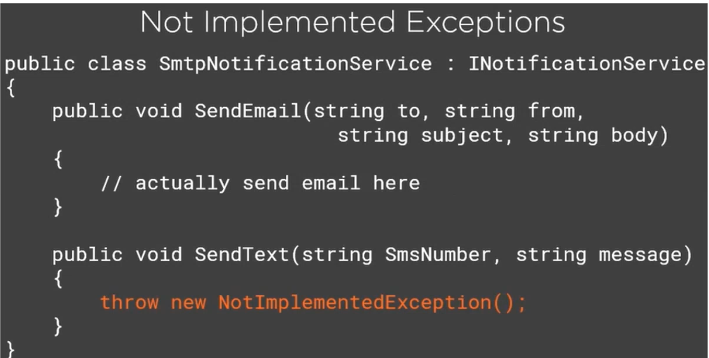 Not Implemented Exceptions
public class SmtpNotificationService : INotificationService
{
    public void SendEmail(string to, string from,
                            string subject, string body)
    {
        // actually send email here
    }
    public void SendText(string SmsNumber, string message)
    {
        throw new NotImplementedException();
    }
}